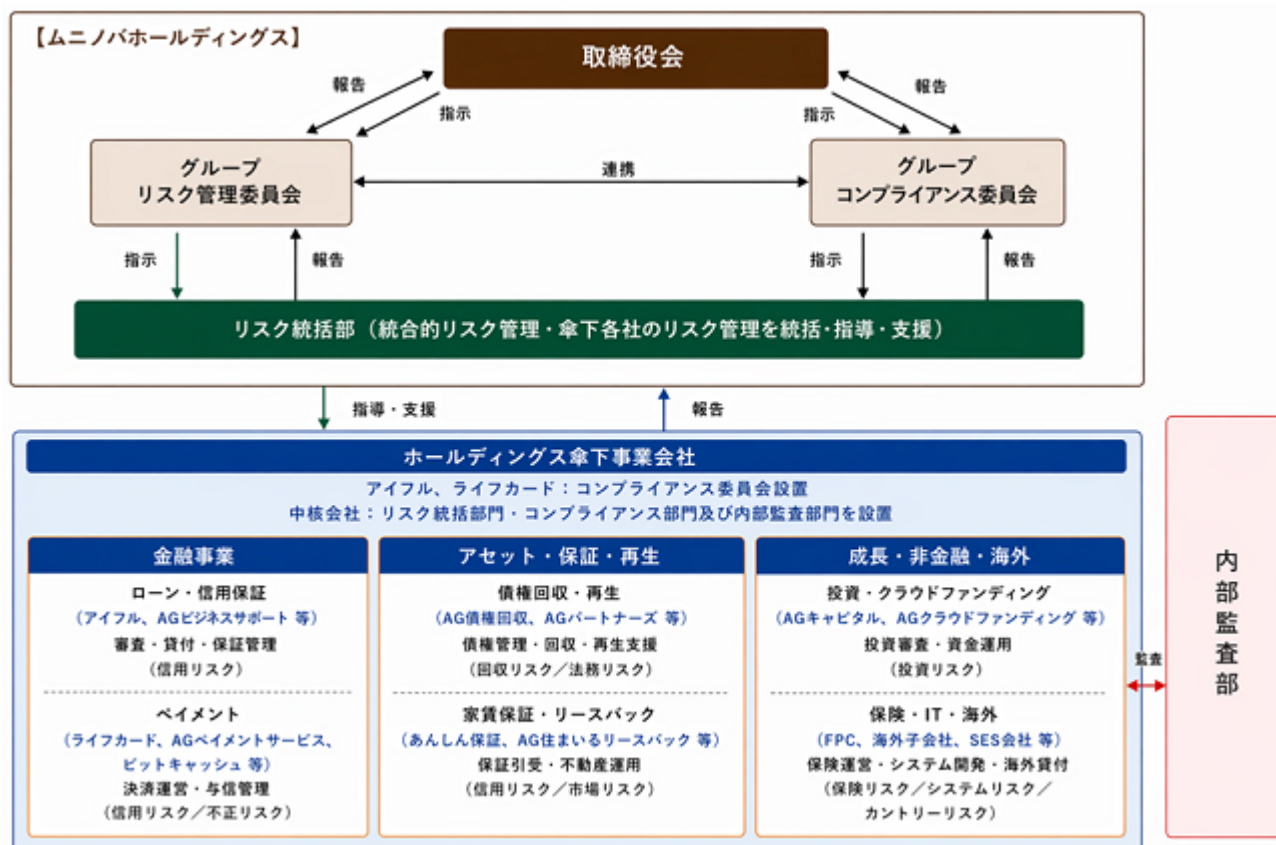 【ムニノバホールディングス】
取締役会
報告
指示
報告
指示
グループ
リスク管理委員会
連携
グループ
コンプライアンス委員会
指示
報告
指示
報告
リスク統括部（統合的リスク管理・傘下各社のリスク管理を統括・指導・支援）
指導・支援
報告
ホールディングス傘下事業会社
アイフル、ライフカード：コンプライアンス委員会設置
中核会社：リスク統括部門・コンプライアンス部門及び内部監査部門を設置
金融事業
ローン・信用保証
（アイフル、AGビジネスサポート 等）
審査・貸付・保証管理
（信用リスク）
ペイメント
（ライフカード、AGペイメントサービス、
ビットキャッシュ 等）
決済運営・与信管理
（信用リスク／不正リスク）
アセット・保証・再生
債権回収・再生
（AG債権回収、AGパートナーズ 等）
債権管理・回収・再生支援
（回収リスク／法務リスク）
家賃保証・リースバック
（あんしん保証、AG住まいるリースバック 等）
保証引受・不動産運用
（信用リスク／市場リスク）
成長・非金融・海外
投資・クラウドファンディング
（AGキャピタル、AGクラウドファンディング 等）
投資審査・資金運用
（投資リスク）
保険・IT・海外
（FPC、海外子会社、SES会社 等）
保険運営・システム開発・海外貸付
（保険リスク／システムリスク／
カントリーリスク）
監査
内部監査部